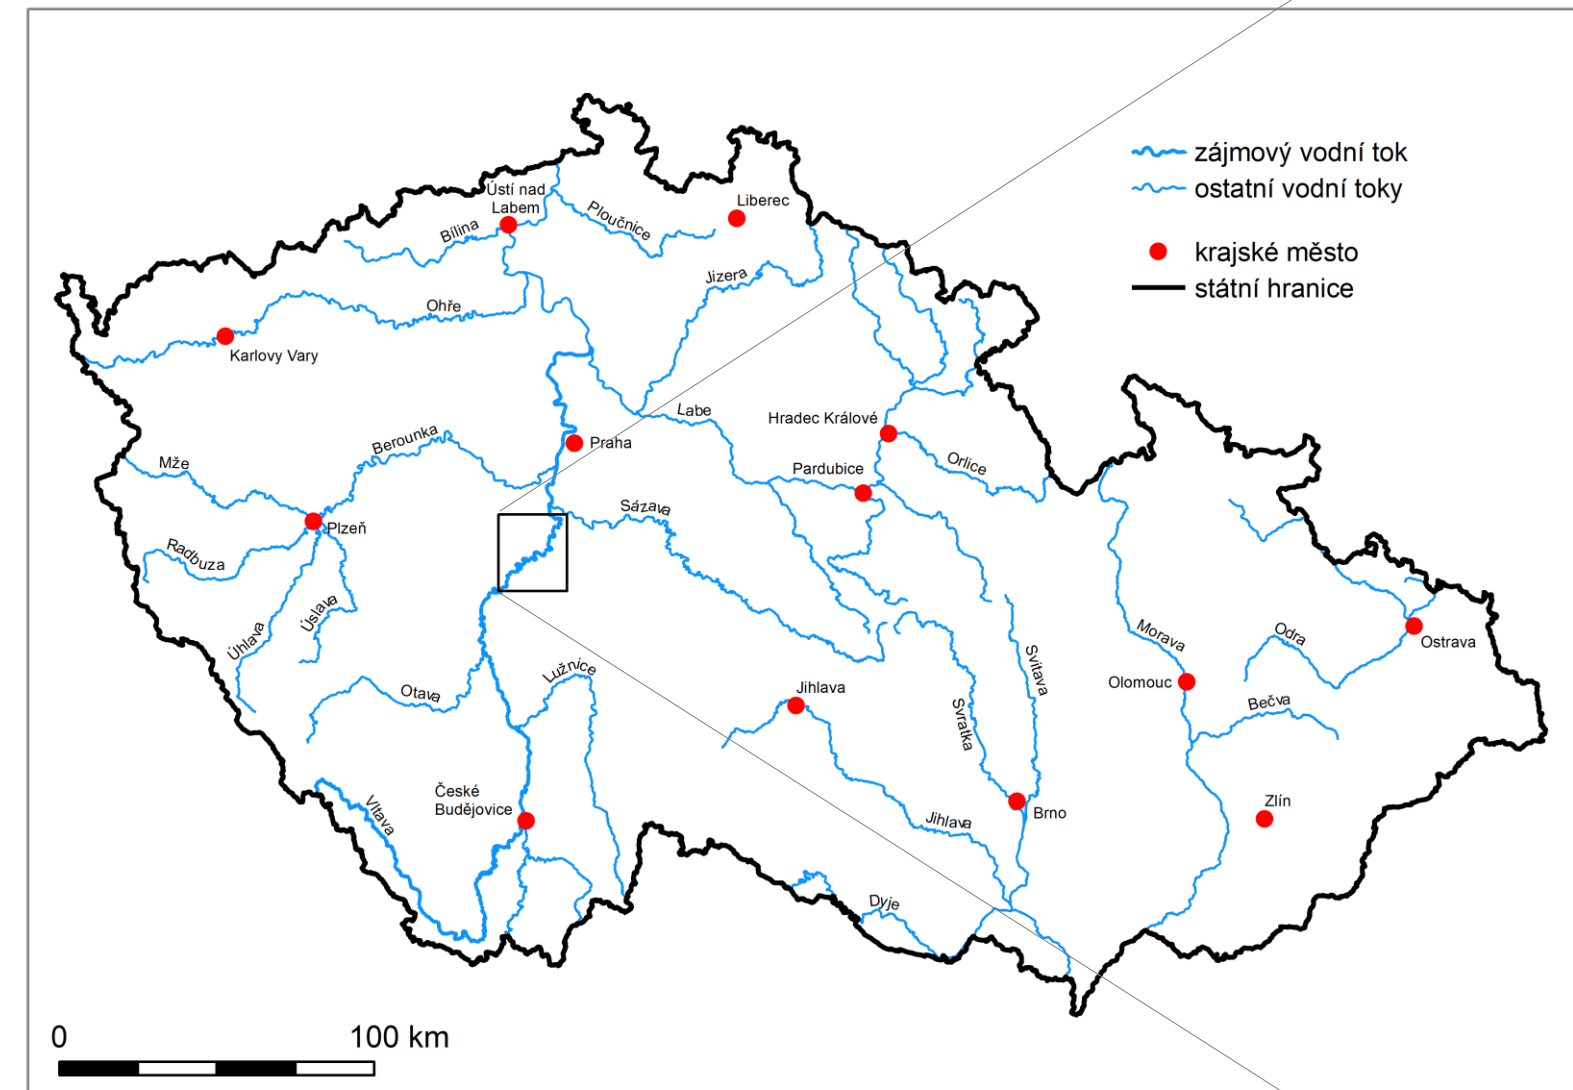 zájmový vodní tok
ostatní vodní toky
krajské město
státní hranice
Ústí nad
Labem
Bílina
Ploučnice
Liberec
Jizera
Ohře
Karlovy Vary
Labe
Hradec Králové
Praha
Berounka
Mže
Pardubice
Orlice
Sázava
Plzeň
Radbuza
Úslava
Úhlava
Morava
Odra
Ostrava
Svitava
Lužnice
Otava
Jihlava
Olomouc
Bečva
Svratka
České
Budějovice
Vltava
Jihlava
Brno
Zlín
Dyje
0
100 km